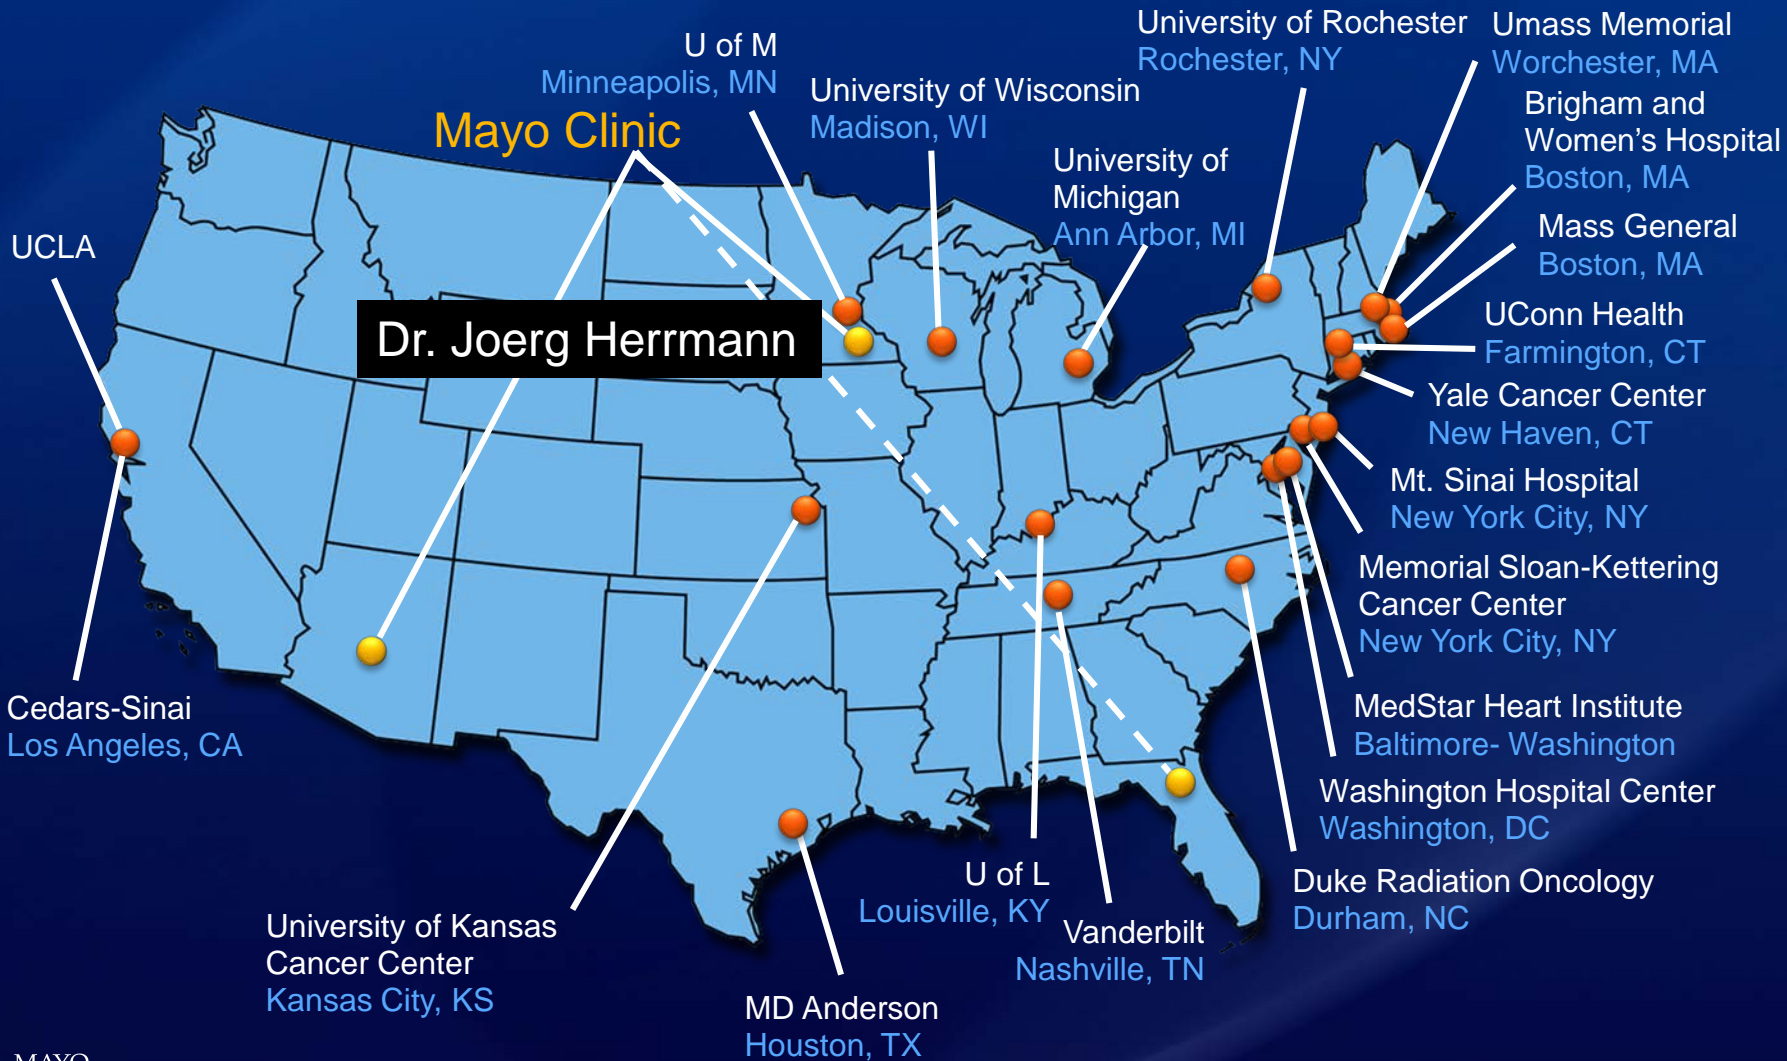 U of M
Minneapolis, MN
Mayo Clinic
University of Wisconsin
Madison, WI
University of
Michigan
Ann Arbor, MI
University of Rochester
Rochester, NY
Umass Memorial
Worchester, MA
Brigham and
Women's Hospital
Boston, MA
Mass General
Boston, MA
UConn Health
Farmington, CT
Yale Cancer Center
New Haven, CT
Mt. Sinai Hospital
New York City, NY
Memorial Sloan-Kettering
Cancer Center
New York City, NY
MedStar Heart Institute
Baltimore- Washington
Washington Hospital Center
Washington, DC
Duke Radiation Oncology
Durham, NC
UCLA
Dr. Joerg Herrmann
Cedars-Sinai
Los Angeles, CA
University of Kansas
Cancer Center
Kansas City, KS
MD Anderson
Houston, TX
U of L
Louisville, KY
Vanderbilt
Nashville, TN
MAYO